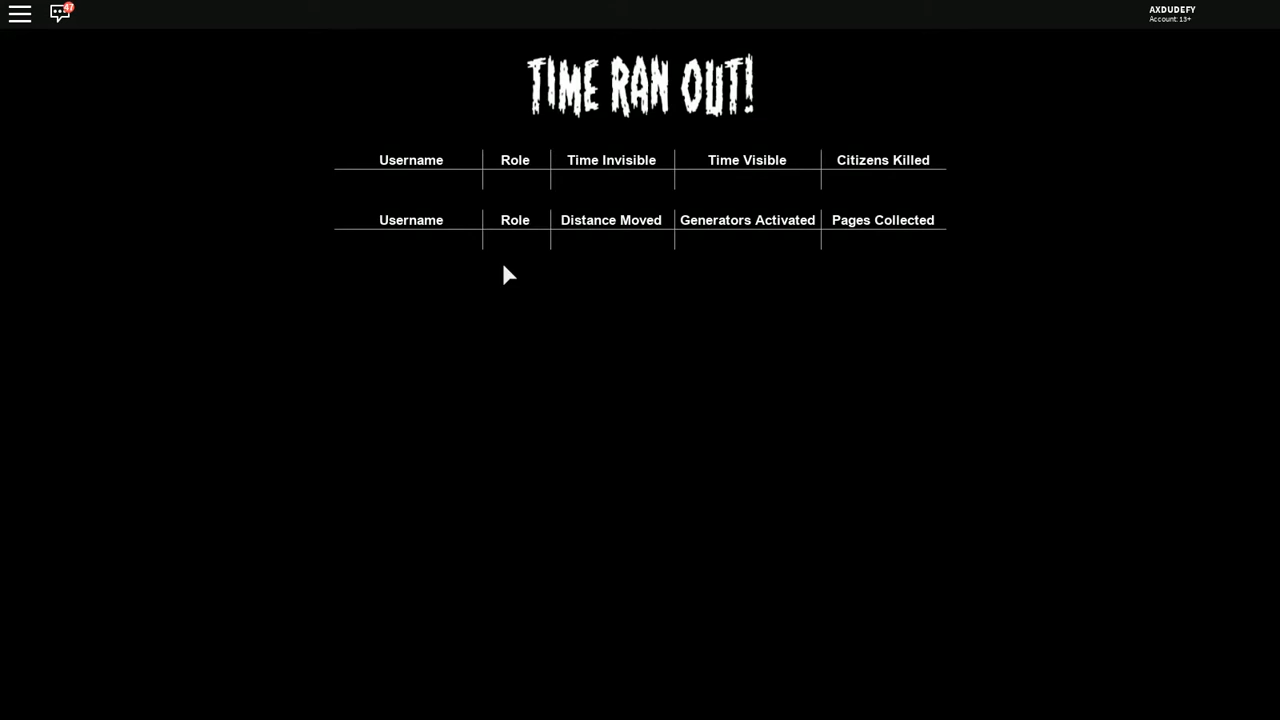 47
AXDUDEFY
Account: 13+
TIME RAN OUT!
Username Role Time Invisible Time Visible Citizens Killed
Username Role Distance Moved Generators Activated Pages Collected